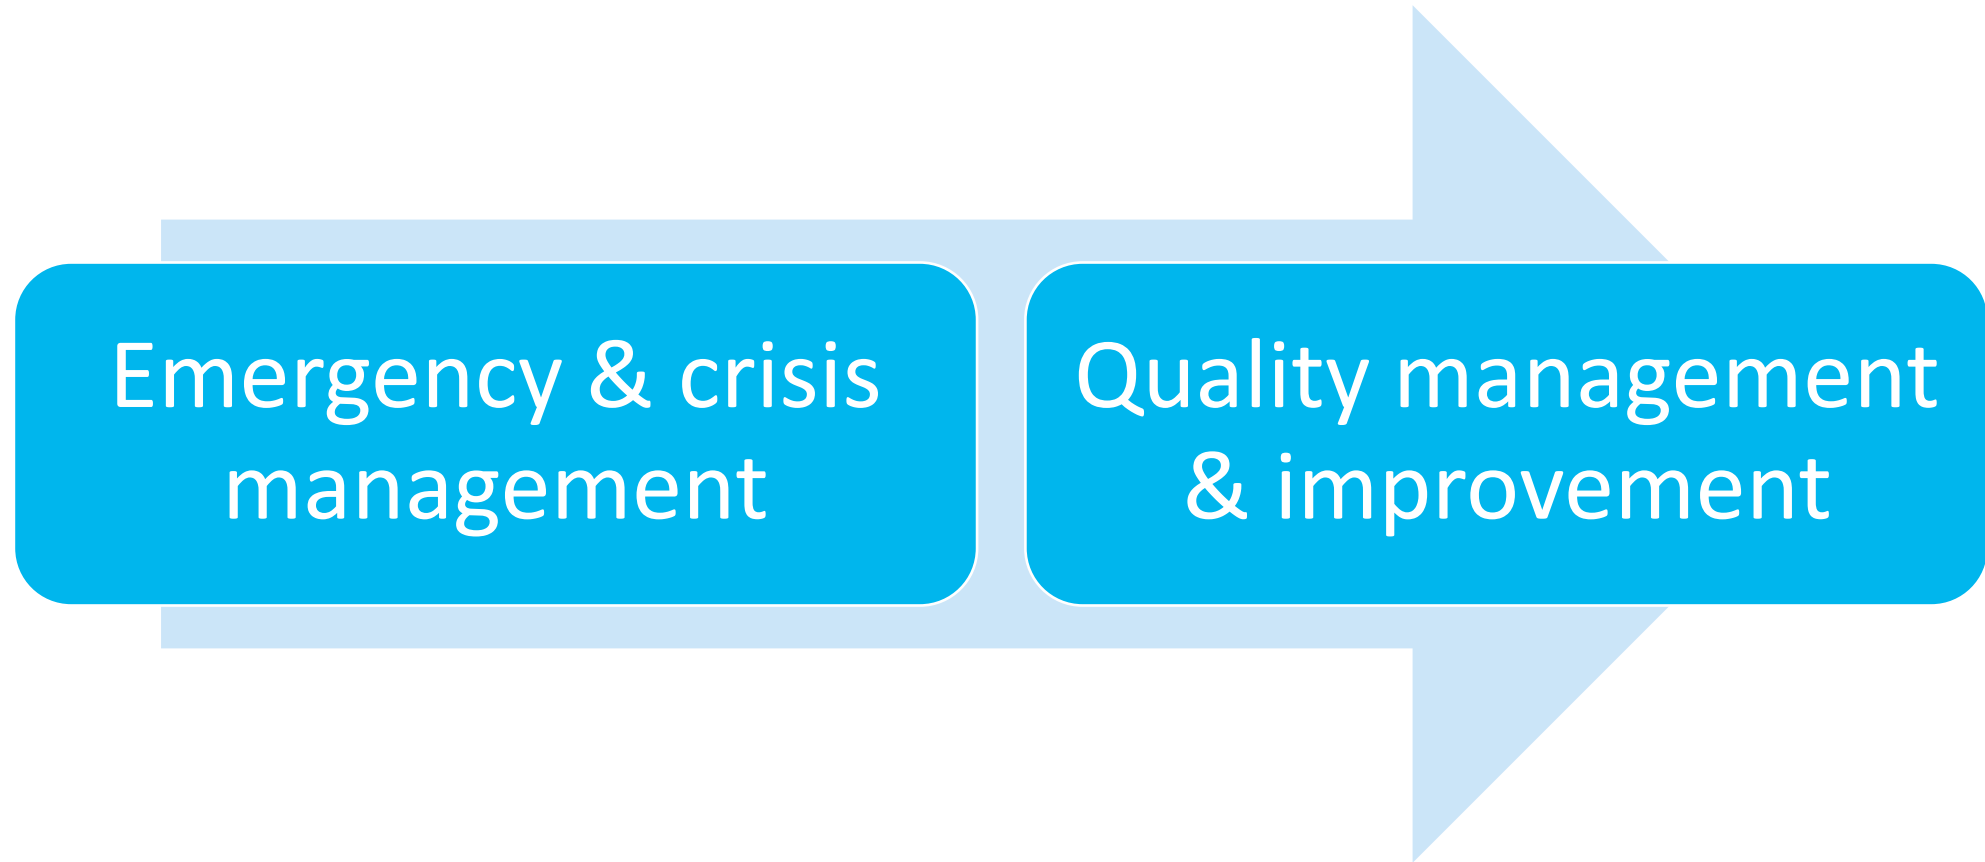 Emergency & crisis
management
Quality management
& improvement